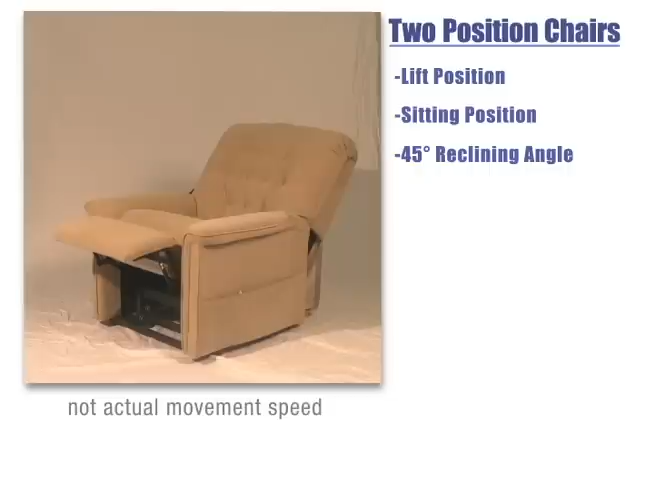 Two Position Chairs
-Lift Position
-Sitting Position
-45° Reclining Angle
not actual movement speed